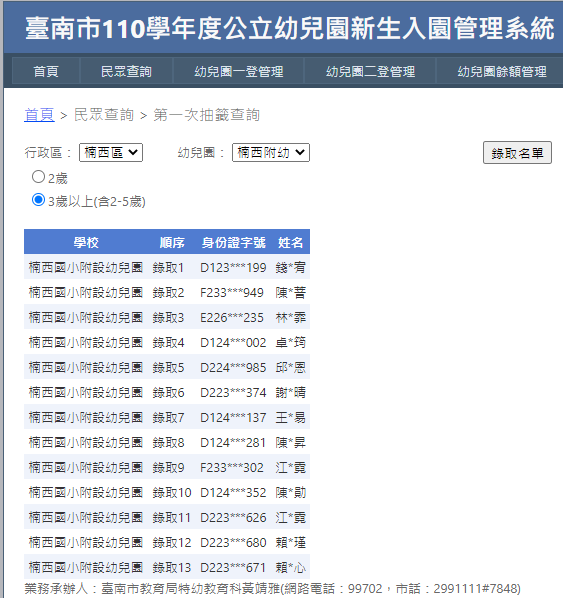 臺南市110學年度公立幼兒園新生入園管理系統
首頁 民眾查詢 幼兒園一登管理 幼兒園二登管理 幼兒園餘額管理
首頁 > 民眾查詢 > 第一次抽籤查詢
行政區： 楠西區 幼兒園： 楠西附幼 錄取名單
2歲
3歲以上(含2-5歲)
學校 順序 身份證字號 姓名
楠西國小附設幼兒園 錄取1 D123***199 錢*宥
楠西國小附設幼兒園 錄取2 F233***949 陳*萻
楠西國小附設幼兒園 錄取3 E226***235 林*霏
楠西國小附設幼兒園 錄取4 D124***002 卓*筠
楠西國小附設幼兒園 錄取5 D224***985 邱*恩
楠西國小附設幼兒園 錄取6 D223***374 謝*晴
楠西國小附設幼兒園 錄取7 D124***137 王*易
楠西國小附設幼兒園 錄取8 D124***281 陳*昇
楠西國小附設幼兒園 錄取9 F233***302 江*霓
楠西國小附設幼兒園 錄取10 D124***352 陳*勛
楠西國小附設幼兒園 錄取11 D223***626 江*霓
楠西國小附設幼兒園 錄取12 D223***680 賴*瑾
楠西國小附設幼兒園 錄取13 D223***671 賴*心
業務承辦人：臺南市教育局特幼教育科黃靖雅(網路電話：99702，市話：2991111#7848)